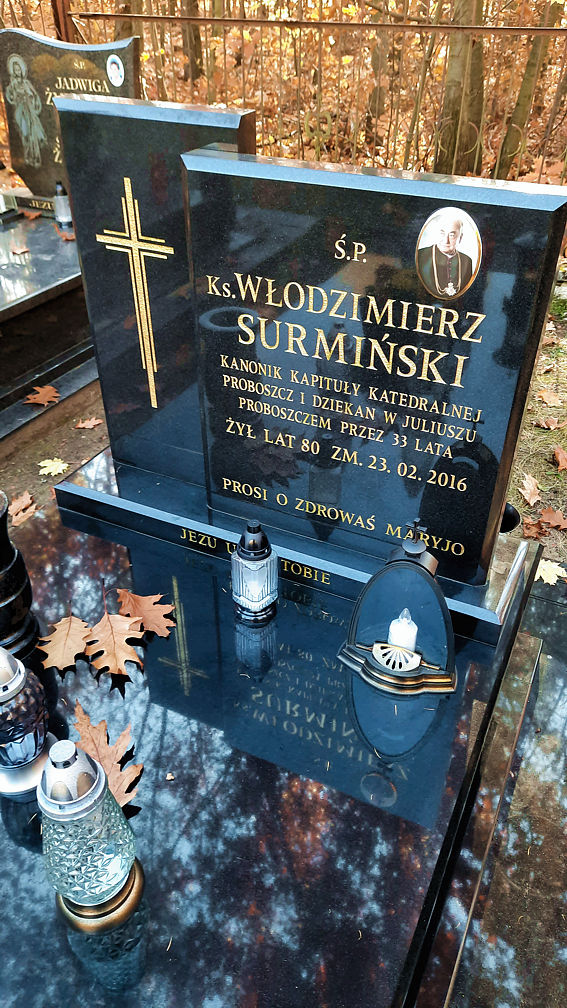 Ś.P.
JADWIGA
JEZU
Ś.P.
Ks. WŁODZIMIERZ
SURMIŃSKI
KANONIK KAPITUŁY KATEDRALNEJ
PROBOSZCZ I DZIEKAN W JULIUSZU
PROBOSZCZEM PRZEZ 33 LATA
ŻYŁ LAT 80 ZM. 23. 02. 2016
PROSI O ZDROWAŚ MARYJO
JEZU U TOBIE